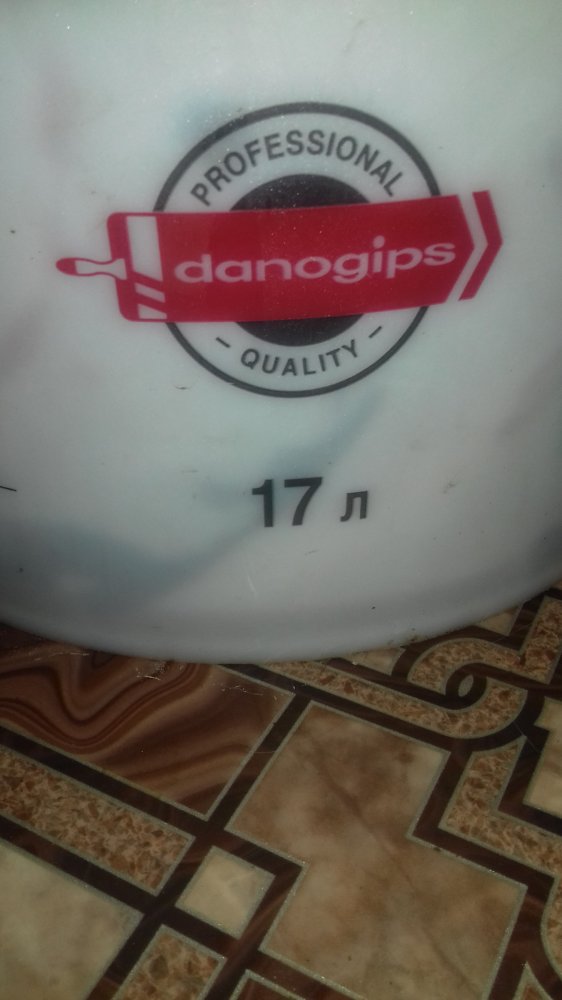 PROFESSIONAL
danogips
– QUALITY –
17 л